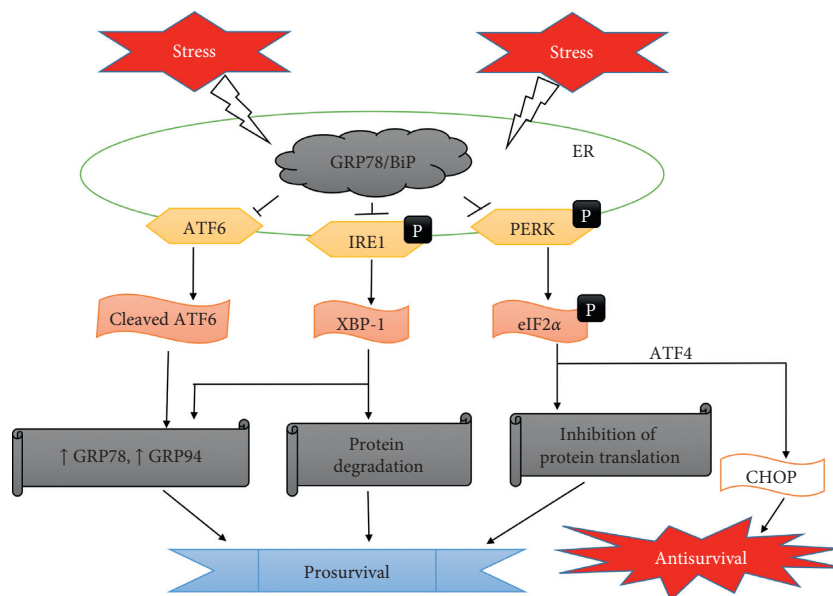 Stress
Stress
ER
GRP78/BiP
P
P
ATF6
IRE1
PERK
Cleaved ATF6
XBP-1
eIF2α
P
ATF4
↑ GRP78, ↑ GRP94
Protein
degradation
Inhibition of
protein translation
CHOP
Prosurvival
Antisurvival